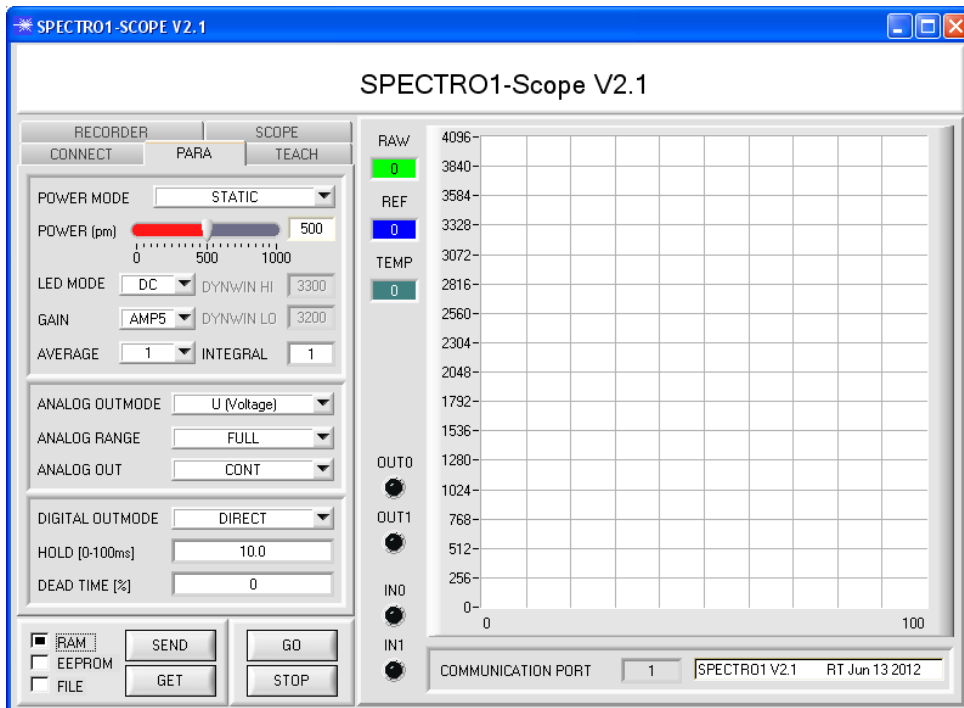 SPECTRO1-SCOPE V2.1
SPECTRO1-Scope V2.1
RECORDER SCOPE
CONNECT PARA TEACH
POWER MODE STATIC
POWER (pm) 500
0 500 1000
LED MODE DC DYNWIN HI 3300
GAIN AMP5 DYNWIN LO 3200
AVERAGE 1 INTEGRAL 1
ANALOG OUTMODE U (Voltage)
ANALOG RANGE FULL
ANALOG OUT CONT
DIGITAL OUTMODE DIRECT
HOLD [0-100ms] 10.0
DEAD TIME [%] 0
RAM SEND GO
EEPROM
FILE GET STOP
RAW
0
REF
0
TEMP
0
OUT0
OUT1
IN0
IN1
4096
3840
3584
3328
3072
2816
2560
2304
2048
1792
1536
1280
1024
768
512
256
0
0 100
COMMUNICATION PORT 1 SPECTRO1 V2.1 RT Jun 13 2012